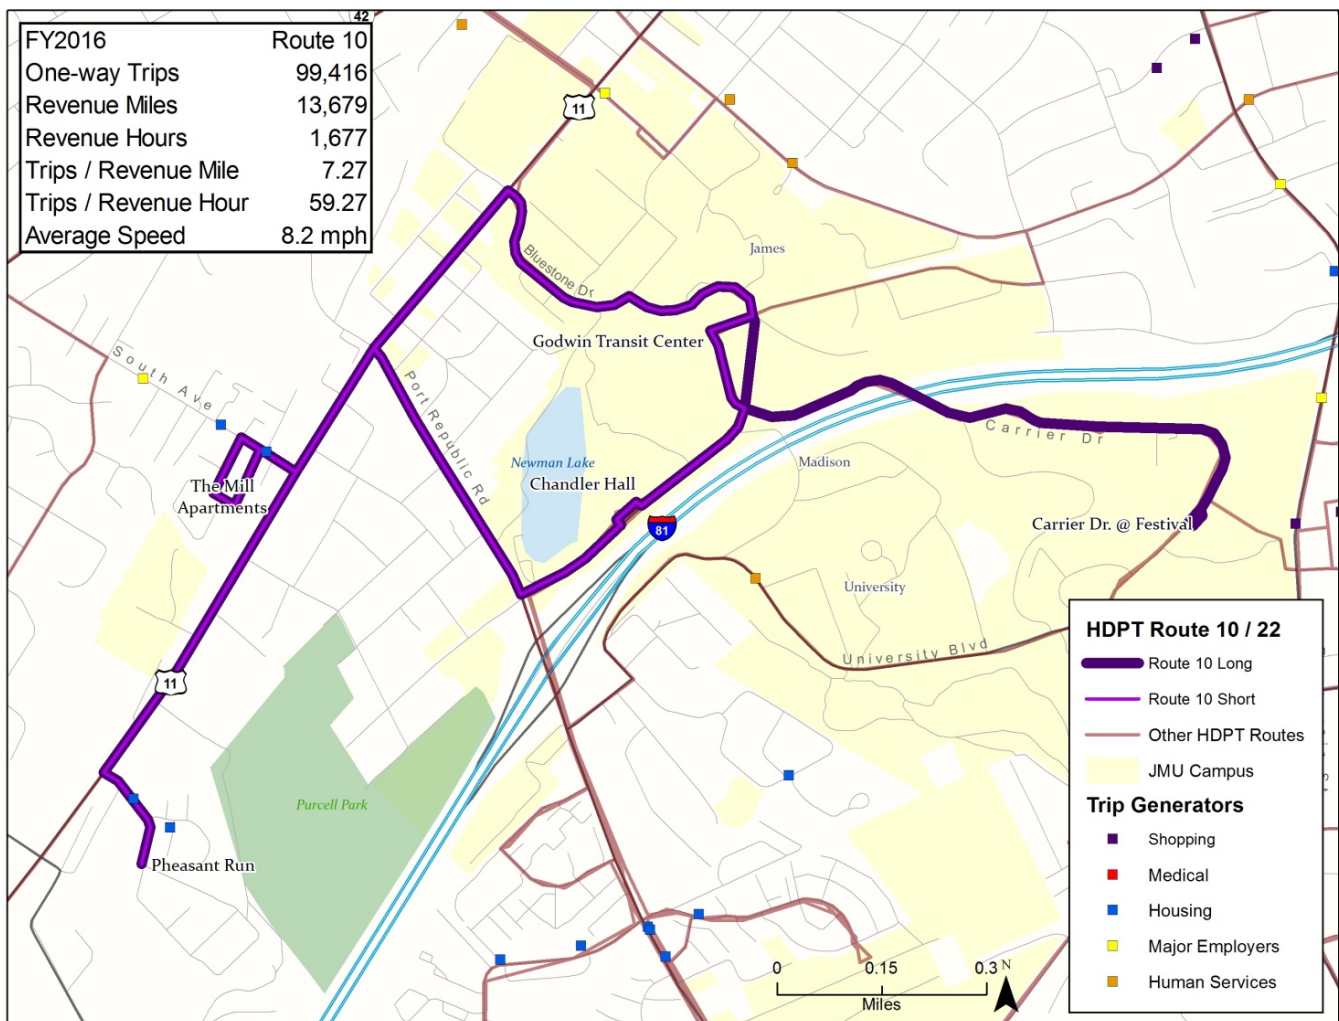 42
FY2016 Route 10
One-way Trips 99,416
Revenue Miles 13,679
Revenue Hours 1,677
Trips / Revenue Mile 7.27
Trips / Revenue Hour 59.27
Average Speed 8.2 mph
11
James
Bluestone Dr
Godwin Transit Center
South Ave
Port Republic Rd
Carrier Dr
Newman Lake
Madison
The Mill
Apartments
Chandler Hall
81
Carrier Dr. @ Festival
University
University Blvd
11
Purcell Park
Pheasant Run
HDPT Route 10 / 22
Route 10 Long
Route 10 Short
Other HDPT Routes
JMU Campus
Trip Generators
Shopping
Medical
Housing
Major Employers
Human Services
0 0.15 0.3
Miles
N